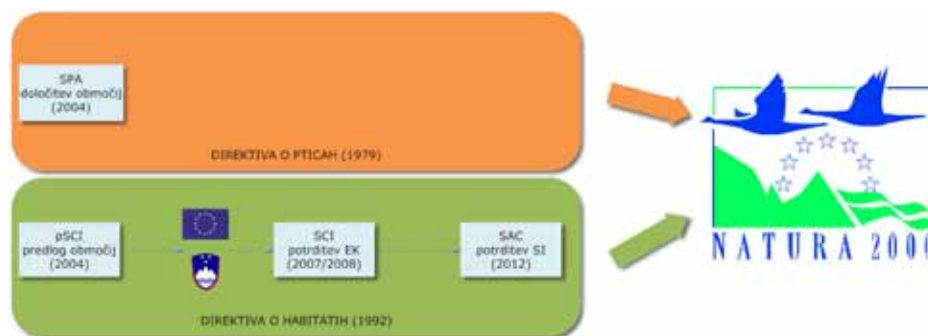 SPA
določitev območij
(2004)
DIREKTIVA O PTICAH (1979)
pSCI
predlog območij
(2004)
SCI
potrditev EK
(2007/2008)
SAC
potrditev SI
(2012)
DIREKTIVA O HABITATIH (1992)
NATURA 2000